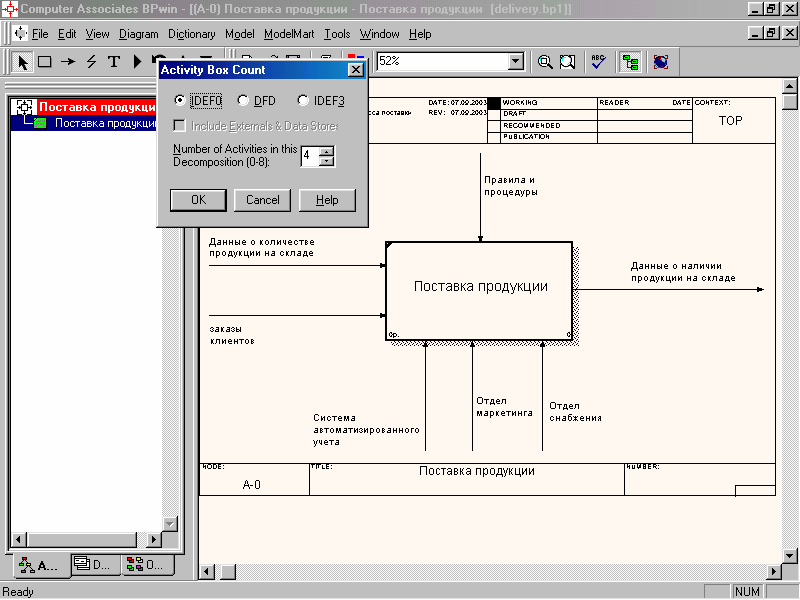 Computer Associates BPwin - [(A-0) Поставка продукции - Поставка продукции  [delivery.bp1]]
File Edit View Diagram Dictionary Model ModelMart Tools Window Help
T
52%
ABC
Activity Box Count
IDEF0 DFD IDEF3
Include Externals & Data Stores
Number of Activities in this
Decomposition (0-8):
4
OK Cancel Help
Поставка продукци
Поставка продукции
DATE: 07.09.2003
REV: 07.09.2003
WORKING
DRAFT
RECOMMENDED
PUBLICATION
READER DATE
CONTEXT:
TOP
Правила и
процедуры
Данные о количестве
продукции на складе
заказы
клиентов
Поставка продукции
0р. 0
Данные о наличии
продукции на складе
Система
автоматизированного
учета
Отдел
маркетинга
Отдел
снабжения
NODE:
A-0
TITLE:
Поставка продукции
NUMBER:
A... D... O...
Ready
NUM